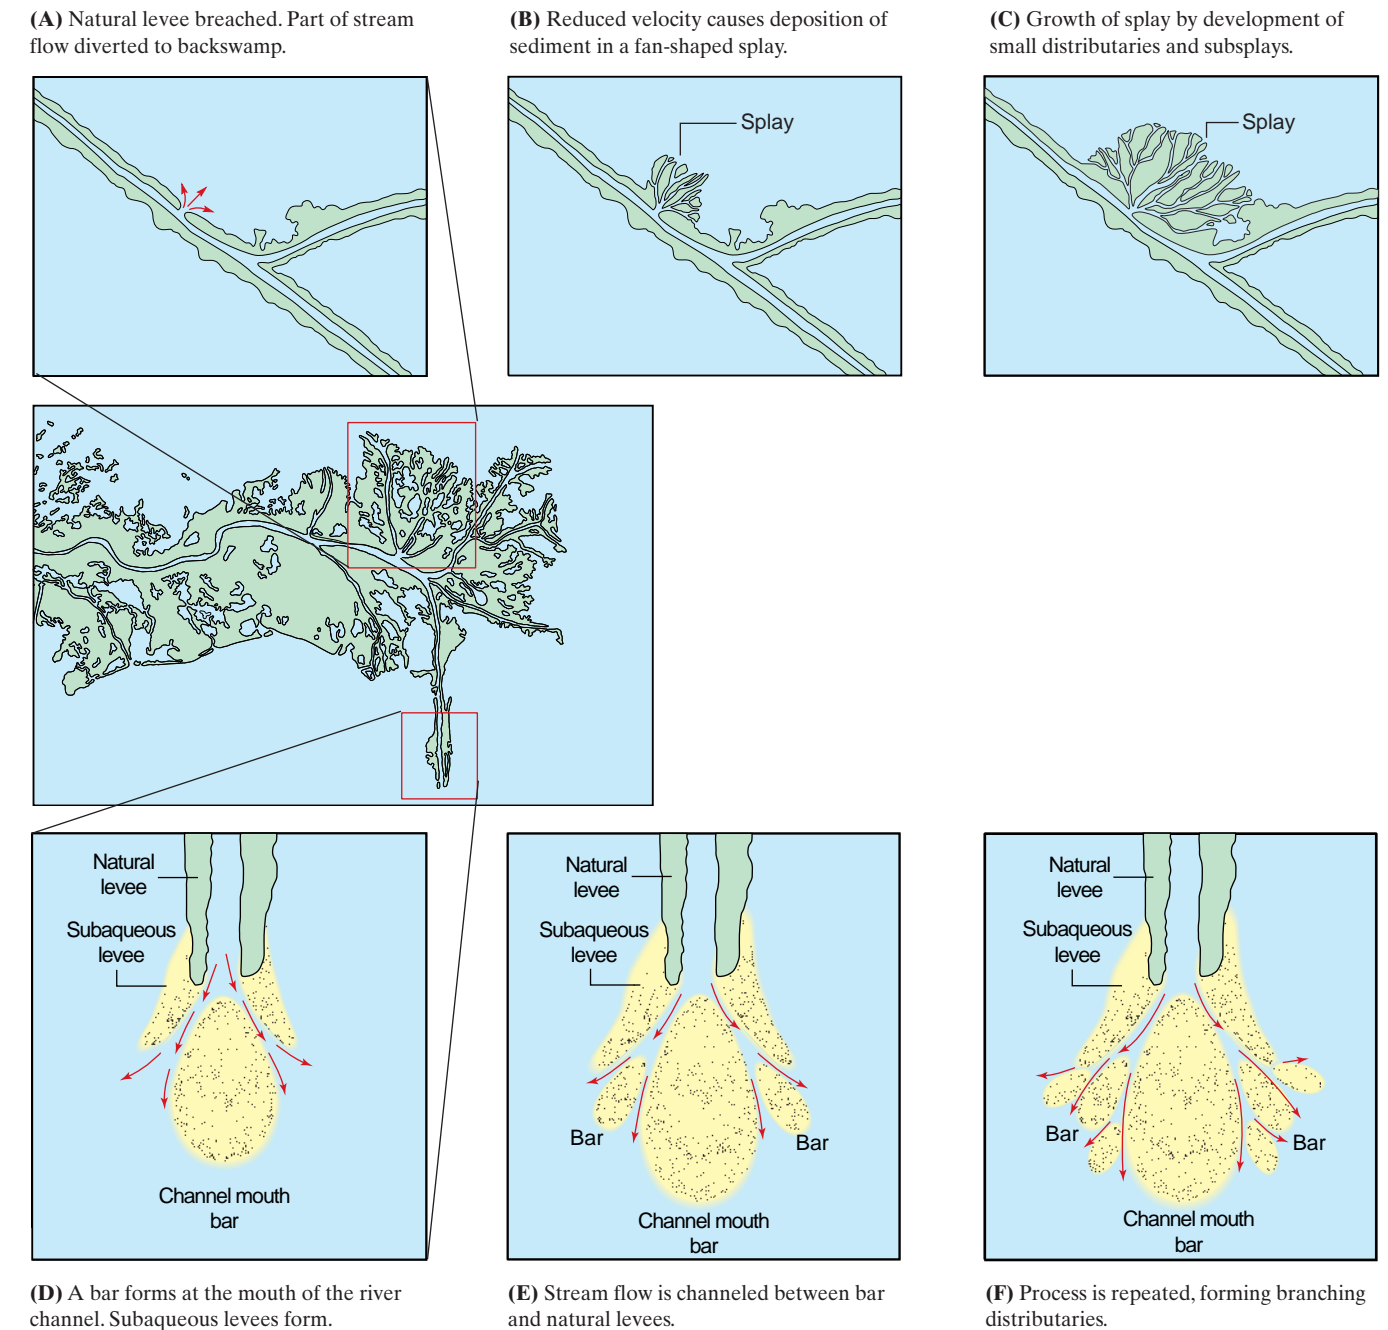 (A) Natural levee breached. Part of stream
flow diverted to backswamp.
(B) Reduced velocity causes deposition of
sediment in a fan-shaped splay.
(C) Growth of splay by development of
small distributaries and subsplays.
Splay
Splay
Natural
levee
Subaqueous
levee
Channel mouth
bar
Natural
levee
Subaqueous
levee
Bar
Bar
Channel mouth
bar
Natural
levee
Subaqueous
levee
Bar
Bar
Channel mouth
bar
(D) A bar forms at the mouth of the river
channel. Subaqueous levees form.
(E) Stream flow is channeled between bar
and natural levees.
(F) Process is repeated, forming branching
distributaries.